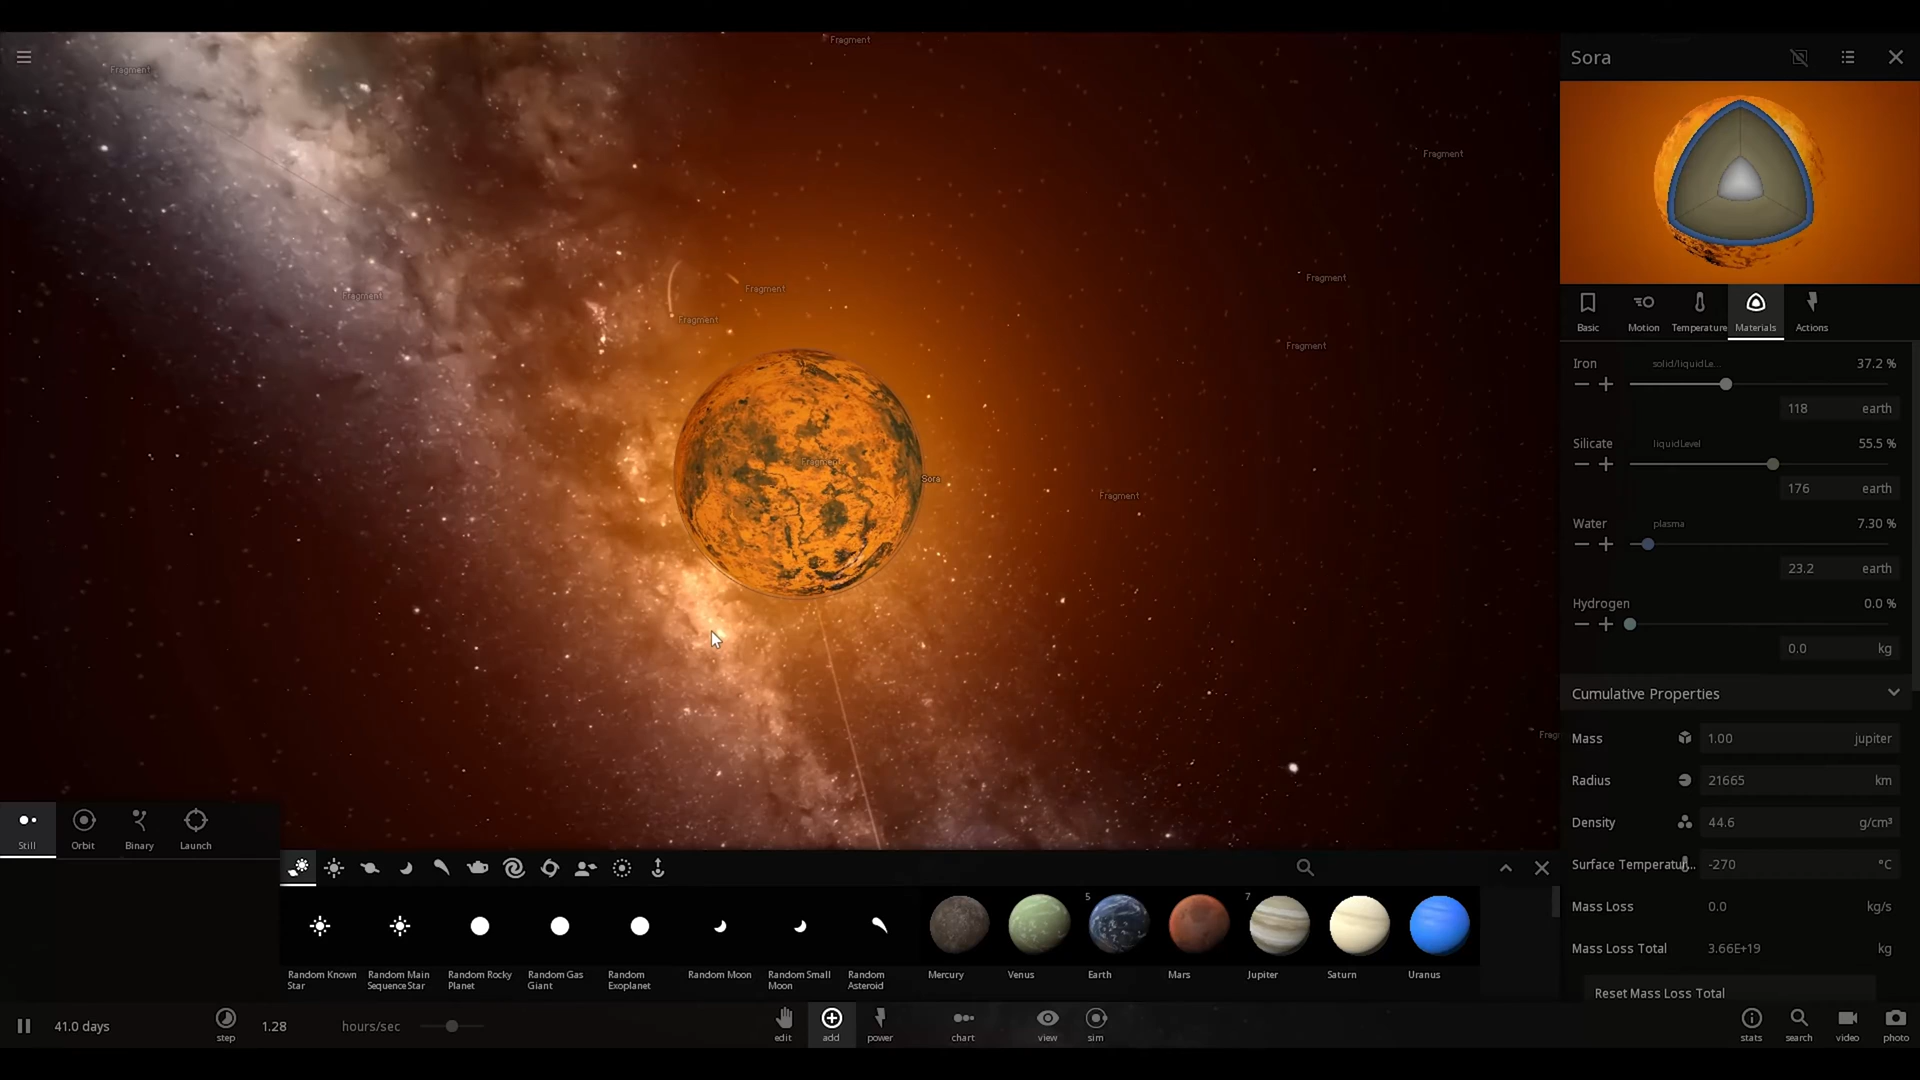 Fragment
Fragment
Fragment
Fragment
Fragment
Fragment
Fragment
Fragment
Fragment
Fragment
Sora
Sora
Basic
Motion
Temperature
Materials
Actions
Iron solid/liquidLe... 37.2 %
118 earth
Silicate liquidLevel 55.5 %
176 earth
Water plasma 7.30 %
23.2 earth
Hydrogen 0.0 %
0.0 kg
Cumulative Properties
Mass 1.00 jupiter
Radius 21665 km
Density 44.6 g/cm³
Surface Temperatur... -270 °C
Mass Loss 0.0 kg/s
Mass Loss Total 3.66E+19 kg
Reset Mass Loss Total
Still
Orbit
Binary
Launch
5
7
Random Known
Star
Random Main
Sequence Star
Random Rocky
Planet
Random Gas
Giant
Random
Exoplanet
Random Moon
Random Small
Moon
Random
Asteroid
Mercury
Venus
Earth
Mars
Jupiter
Saturn
Uranus
41.0 days
step
1.28 hours/sec
edit
add
power
chart
view
sim
stats
search
video
photo